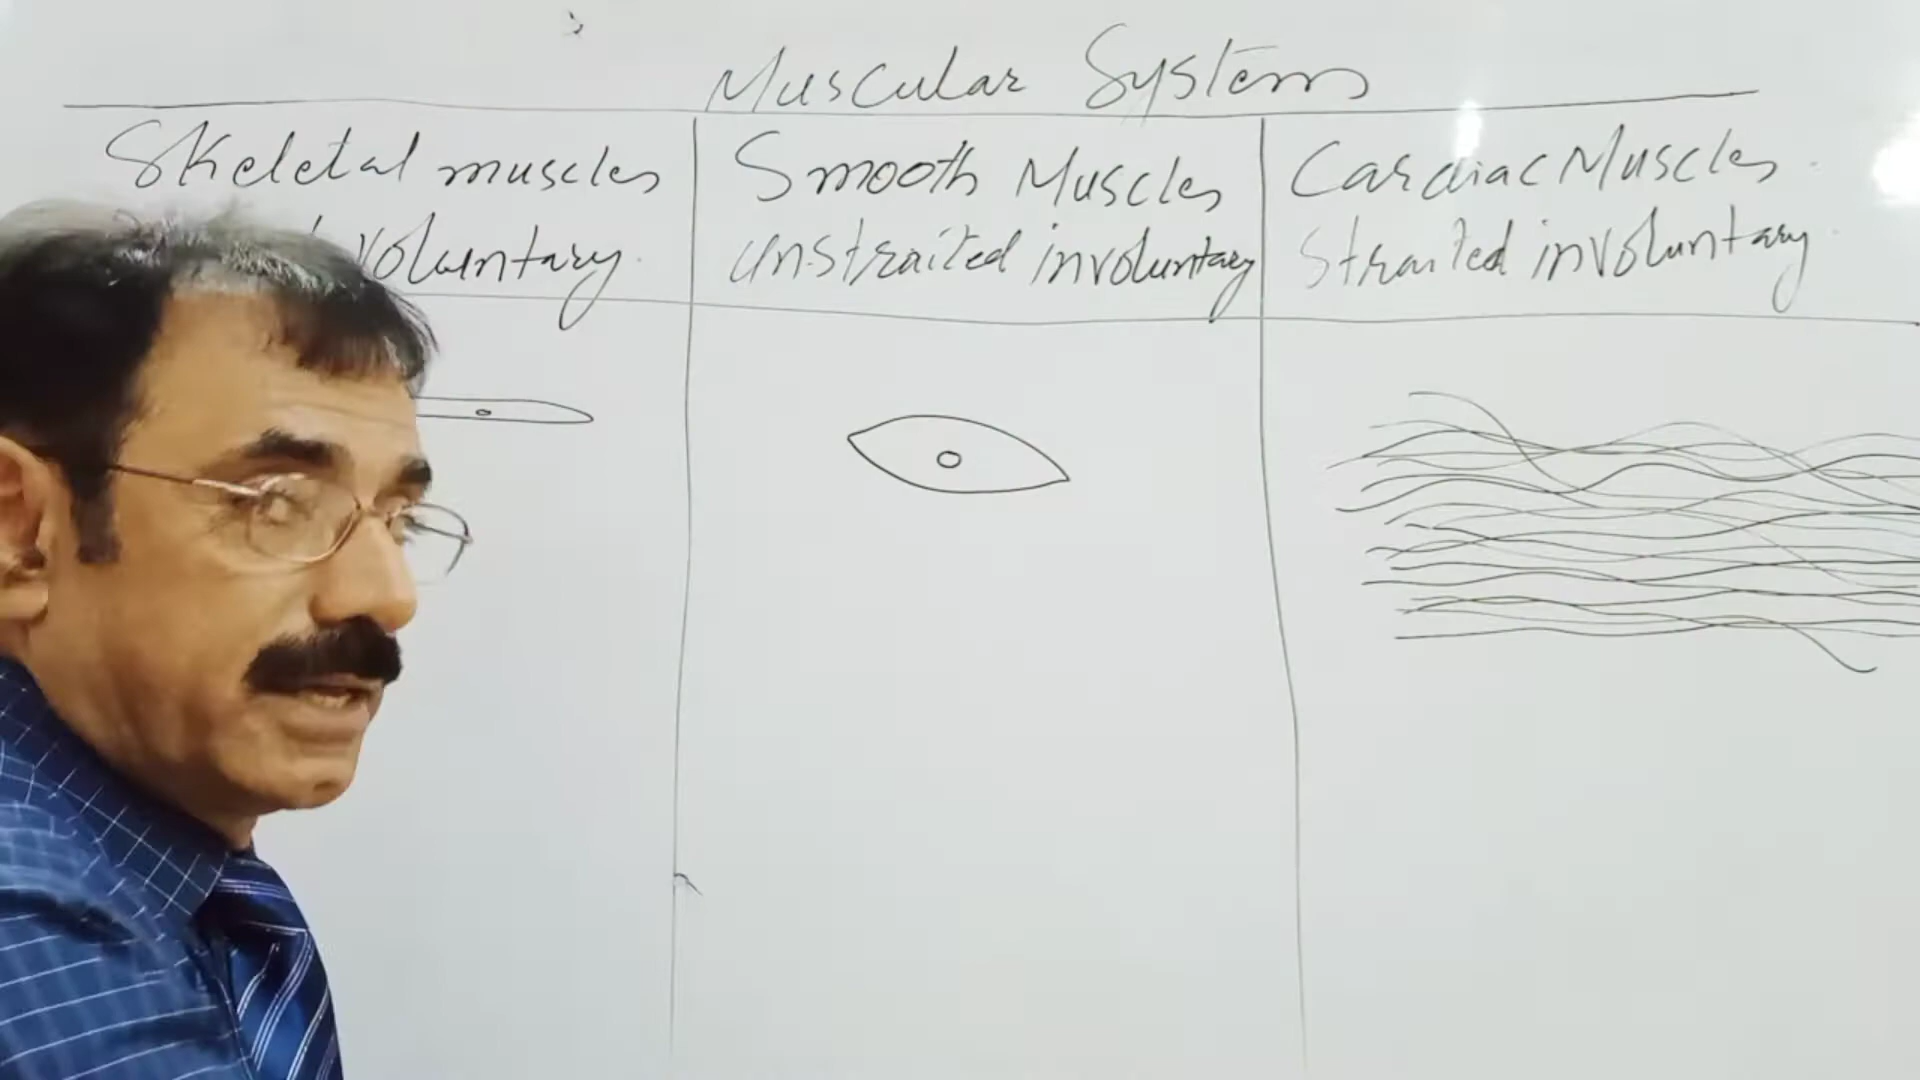 Muscular System
Skeletal muscles
voluntary.
Smooth Muscles
unstraited involuntary
Cardiac Muscles
Straited involuntary